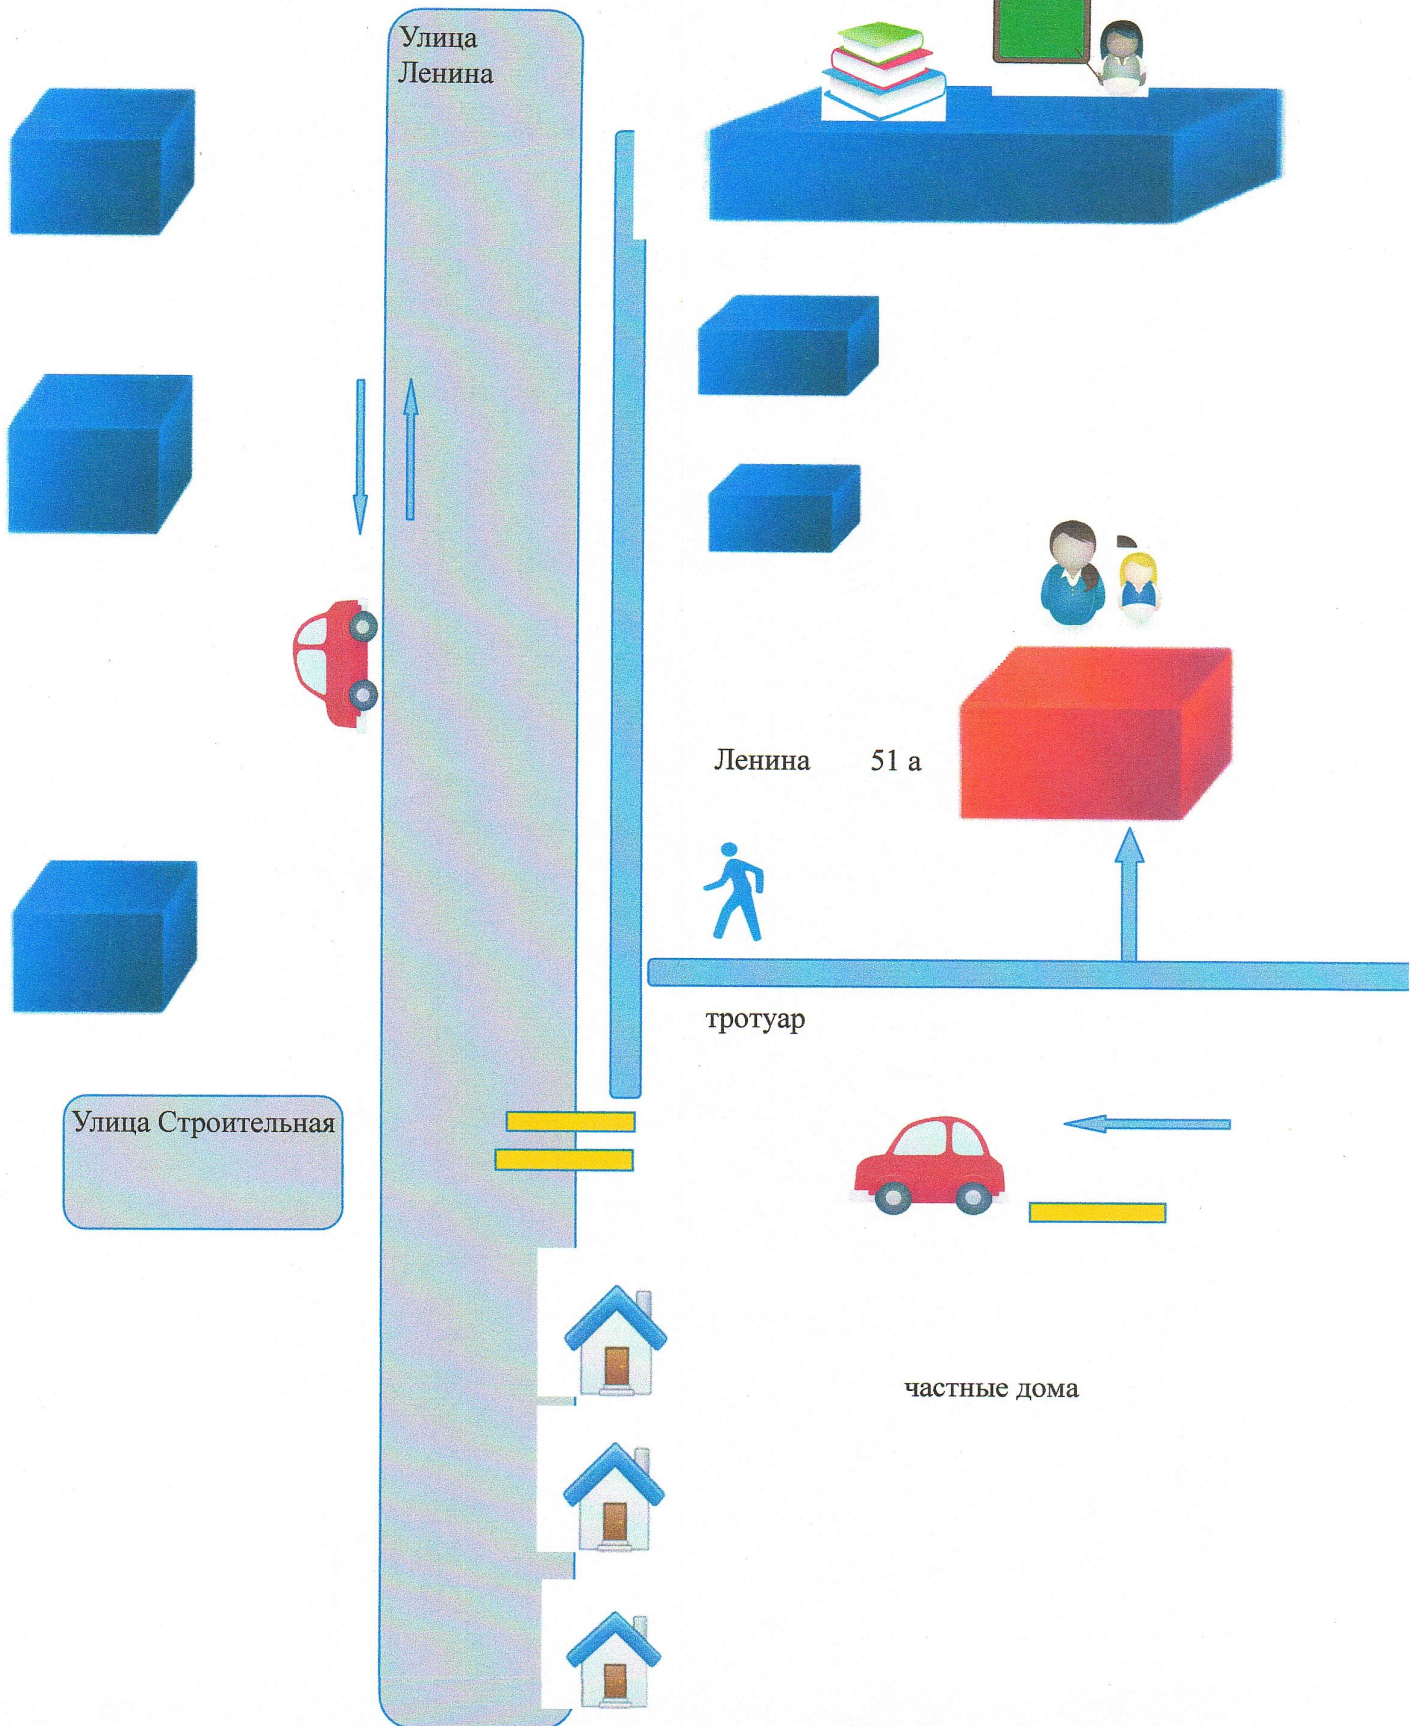 Улица
Ленина
Ленина 51 а
тротуар
Улица Строительная
частные дома